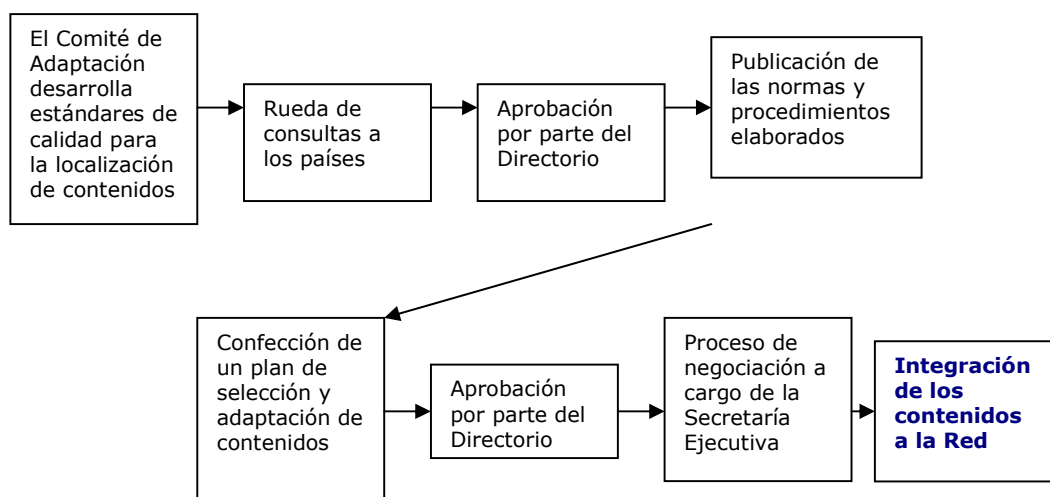 El Comité de
Adaptación
desarrolla
estándares de
calidad para
la localización
de contenidos
Rueda de
consultas a
los países
Aprobación
por parte del
Directorio
Publicación de
las normas y
procedimientos
elaborados
Confección de
un plan de
selección y
adaptación de
contenidos
Aprobación
por parte del
Directorio
Proceso de
negociación a
cargo de la
Secretaría
Ejecutiva
Integración
de los
contenidos
a la Red